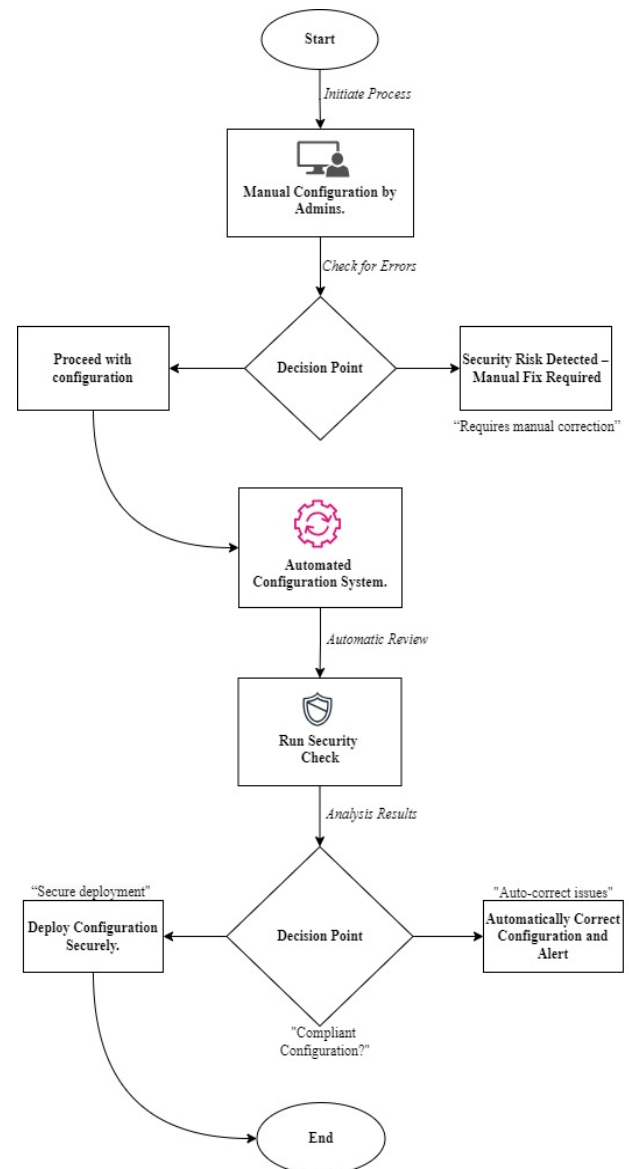 Start
Initiate Process
Manual Configuration by
Admins.
Check for Errors
Proceed with
configuration
Decision Point
Security Risk Detected –
Manual Fix Required
“Requires manual correction”
Automated
Configuration System.
Automatic Review
Run Security
Check
Analysis Results
“Secure deployment"
Deploy Configuration
Securely.
Decision Point
"Auto-correct issues"
Automatically Correct
Configuration and
Alert
"Compliant
Configuration?"
End